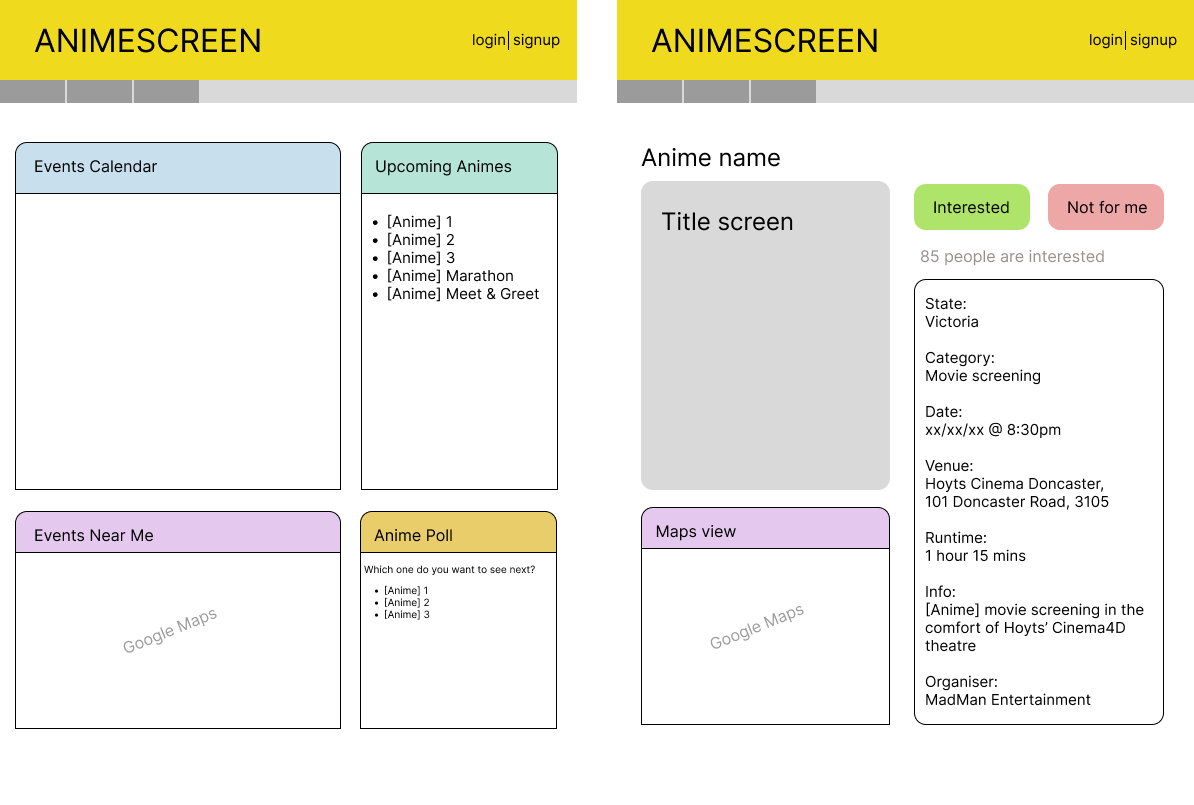 ANIMESCREEN
login|signup
Events Calendar
Upcoming Animes
• [Anime] 1
• [Anime] 2
• [Anime] 3
• [Anime] Marathon
• [Anime] Meet & Greet
Events Near Me
Google Maps
Anime Poll
Which one do you want to see next?
• [Anime] 1
• [Anime] 2
• [Anime] 3
ANIMESCREEN
login|signup
Anime name
Title screen
Interested
Not for me
85 people are interested
State:
Victoria
Category:
Movie screening
Date:
xx/xx/xx @ 8:30pm
Venue:
Hoyts Cinema Doncaster,
101 Doncaster Road, 3105
Runtime:
1 hour 15 mins
Info:
[Anime] movie screening in the
comfort of Hoyts’ Cinema4D
theatre
Organiser:
MadMan Entertainment
Maps view
Google Maps